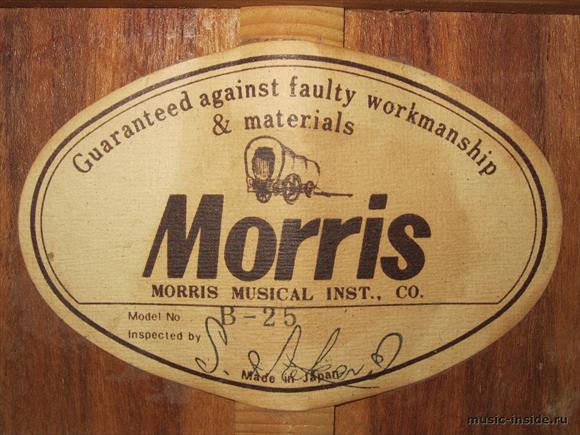 Guaranteed against faulty workmanship
& materials
Morris
MORRIS MUSICAL INST., CO.
Model No B-25
Inspected by
Made in Japan
music-inside.ru